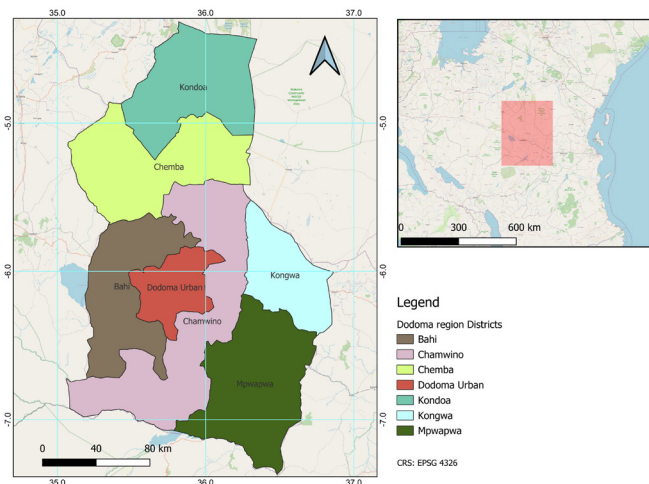 35.0 36.0 37.0
-5.0 -5.0
Kondoa
Chemba
-6.0 -6.0
Bahi
Dodoma Urban
Kongwa
Chamwino
Mpwapwa
-7.0 -7.0
0 40 80 km
35.0 36.0 37.0
0 300 600 km
Legend
Dodoma region Districts
Bahi
Chamwino
Chemba
Dodoma Urban
Kondoa
Kongwa
Mpwapwa
CRS: EPSG 4326